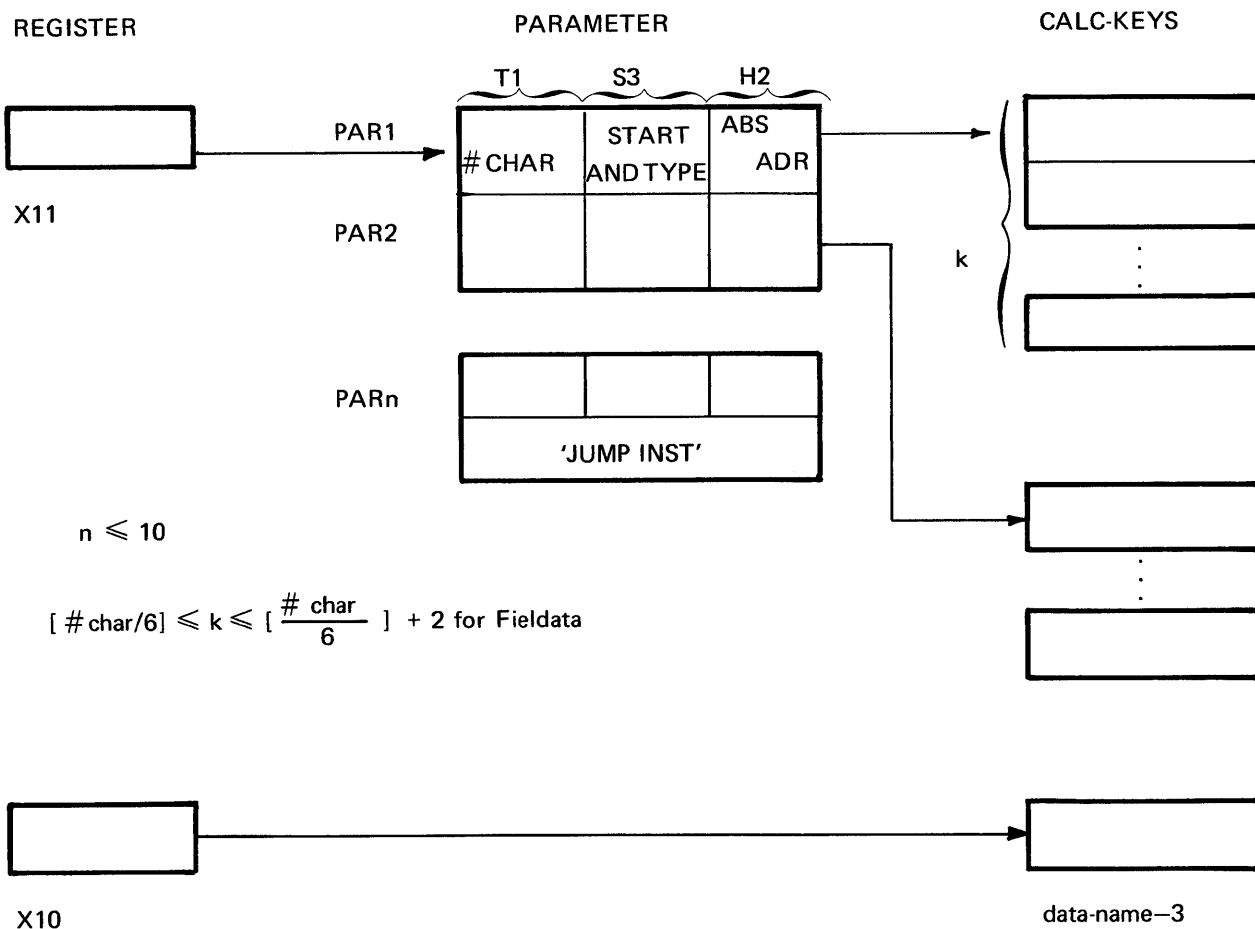 REGISTER
PARAMETER
CALC-KEYS
T1 S3 H2
PAR1
# CHAR
START
AND TYPE
ABS
ADR
X11
PAR2
k
PARn
'JUMP INST'
n ⩽ 10
[ # char/6] ⩽ k ⩽ [ # char / 6 ] + 2 for Fieldata
X10
data-name—3